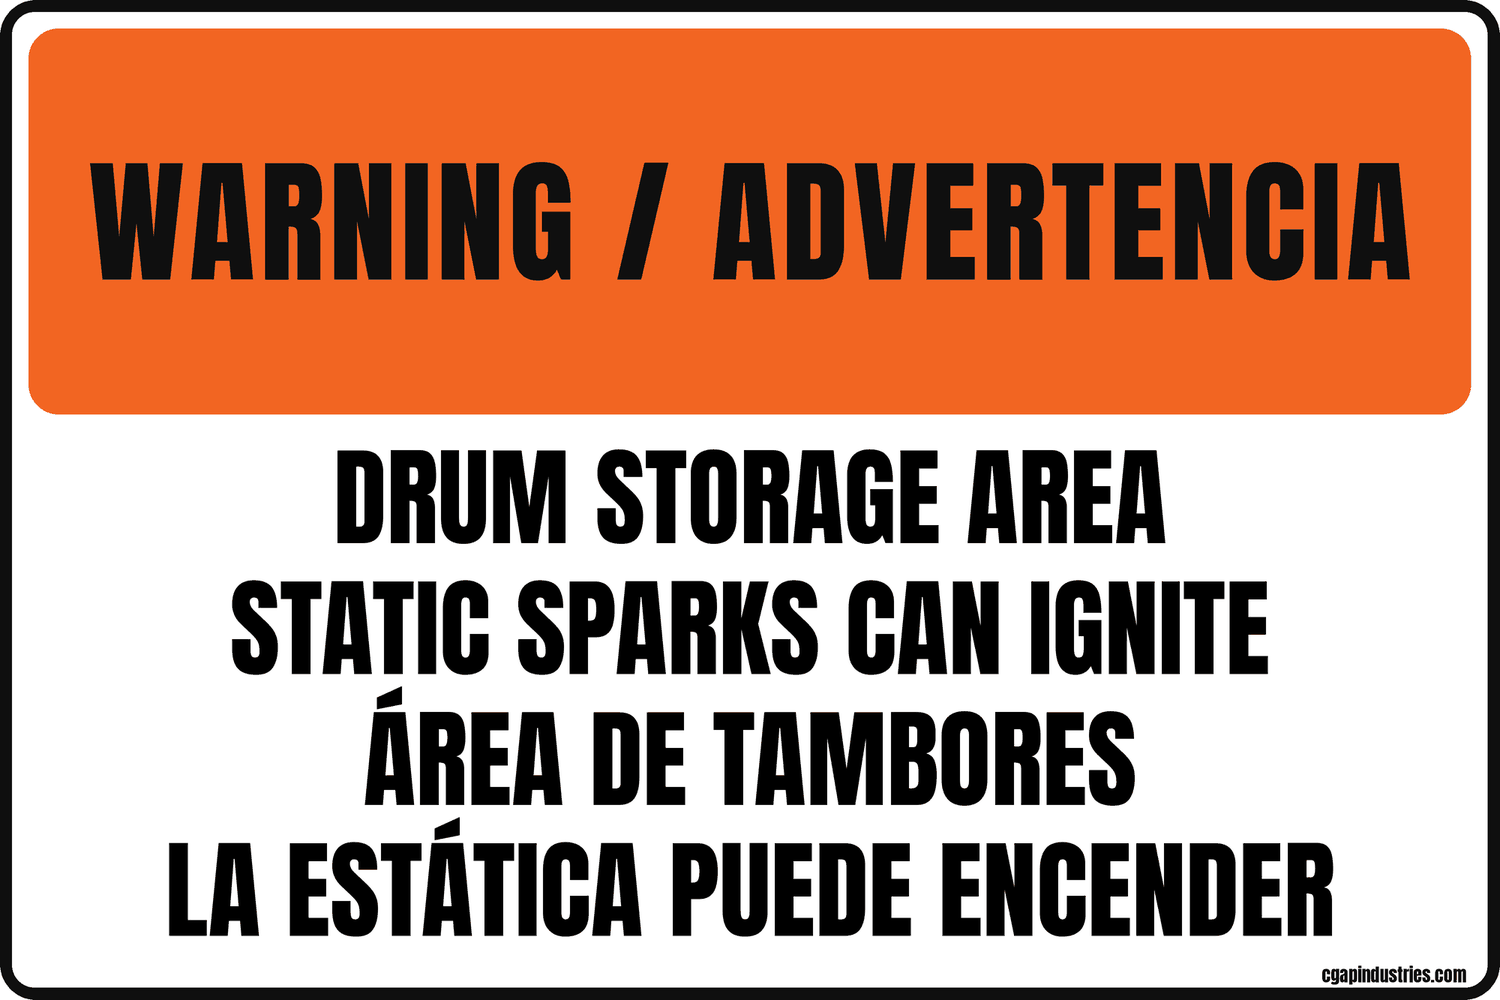 WARNING / ADVERTENCIA
DRUM STORAGE AREA
STATIC SPARKS CAN IGNITE
ÁREA DE TAMBORES
LA ESTÁTICA PUEDE ENCENDER
cgapindustries.com